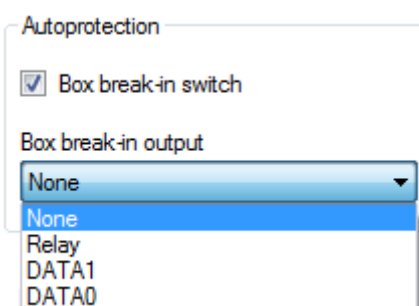 Autoprotection
Box break-in switch
Box break-in output
None
None
Relay
DATA1
DATA0